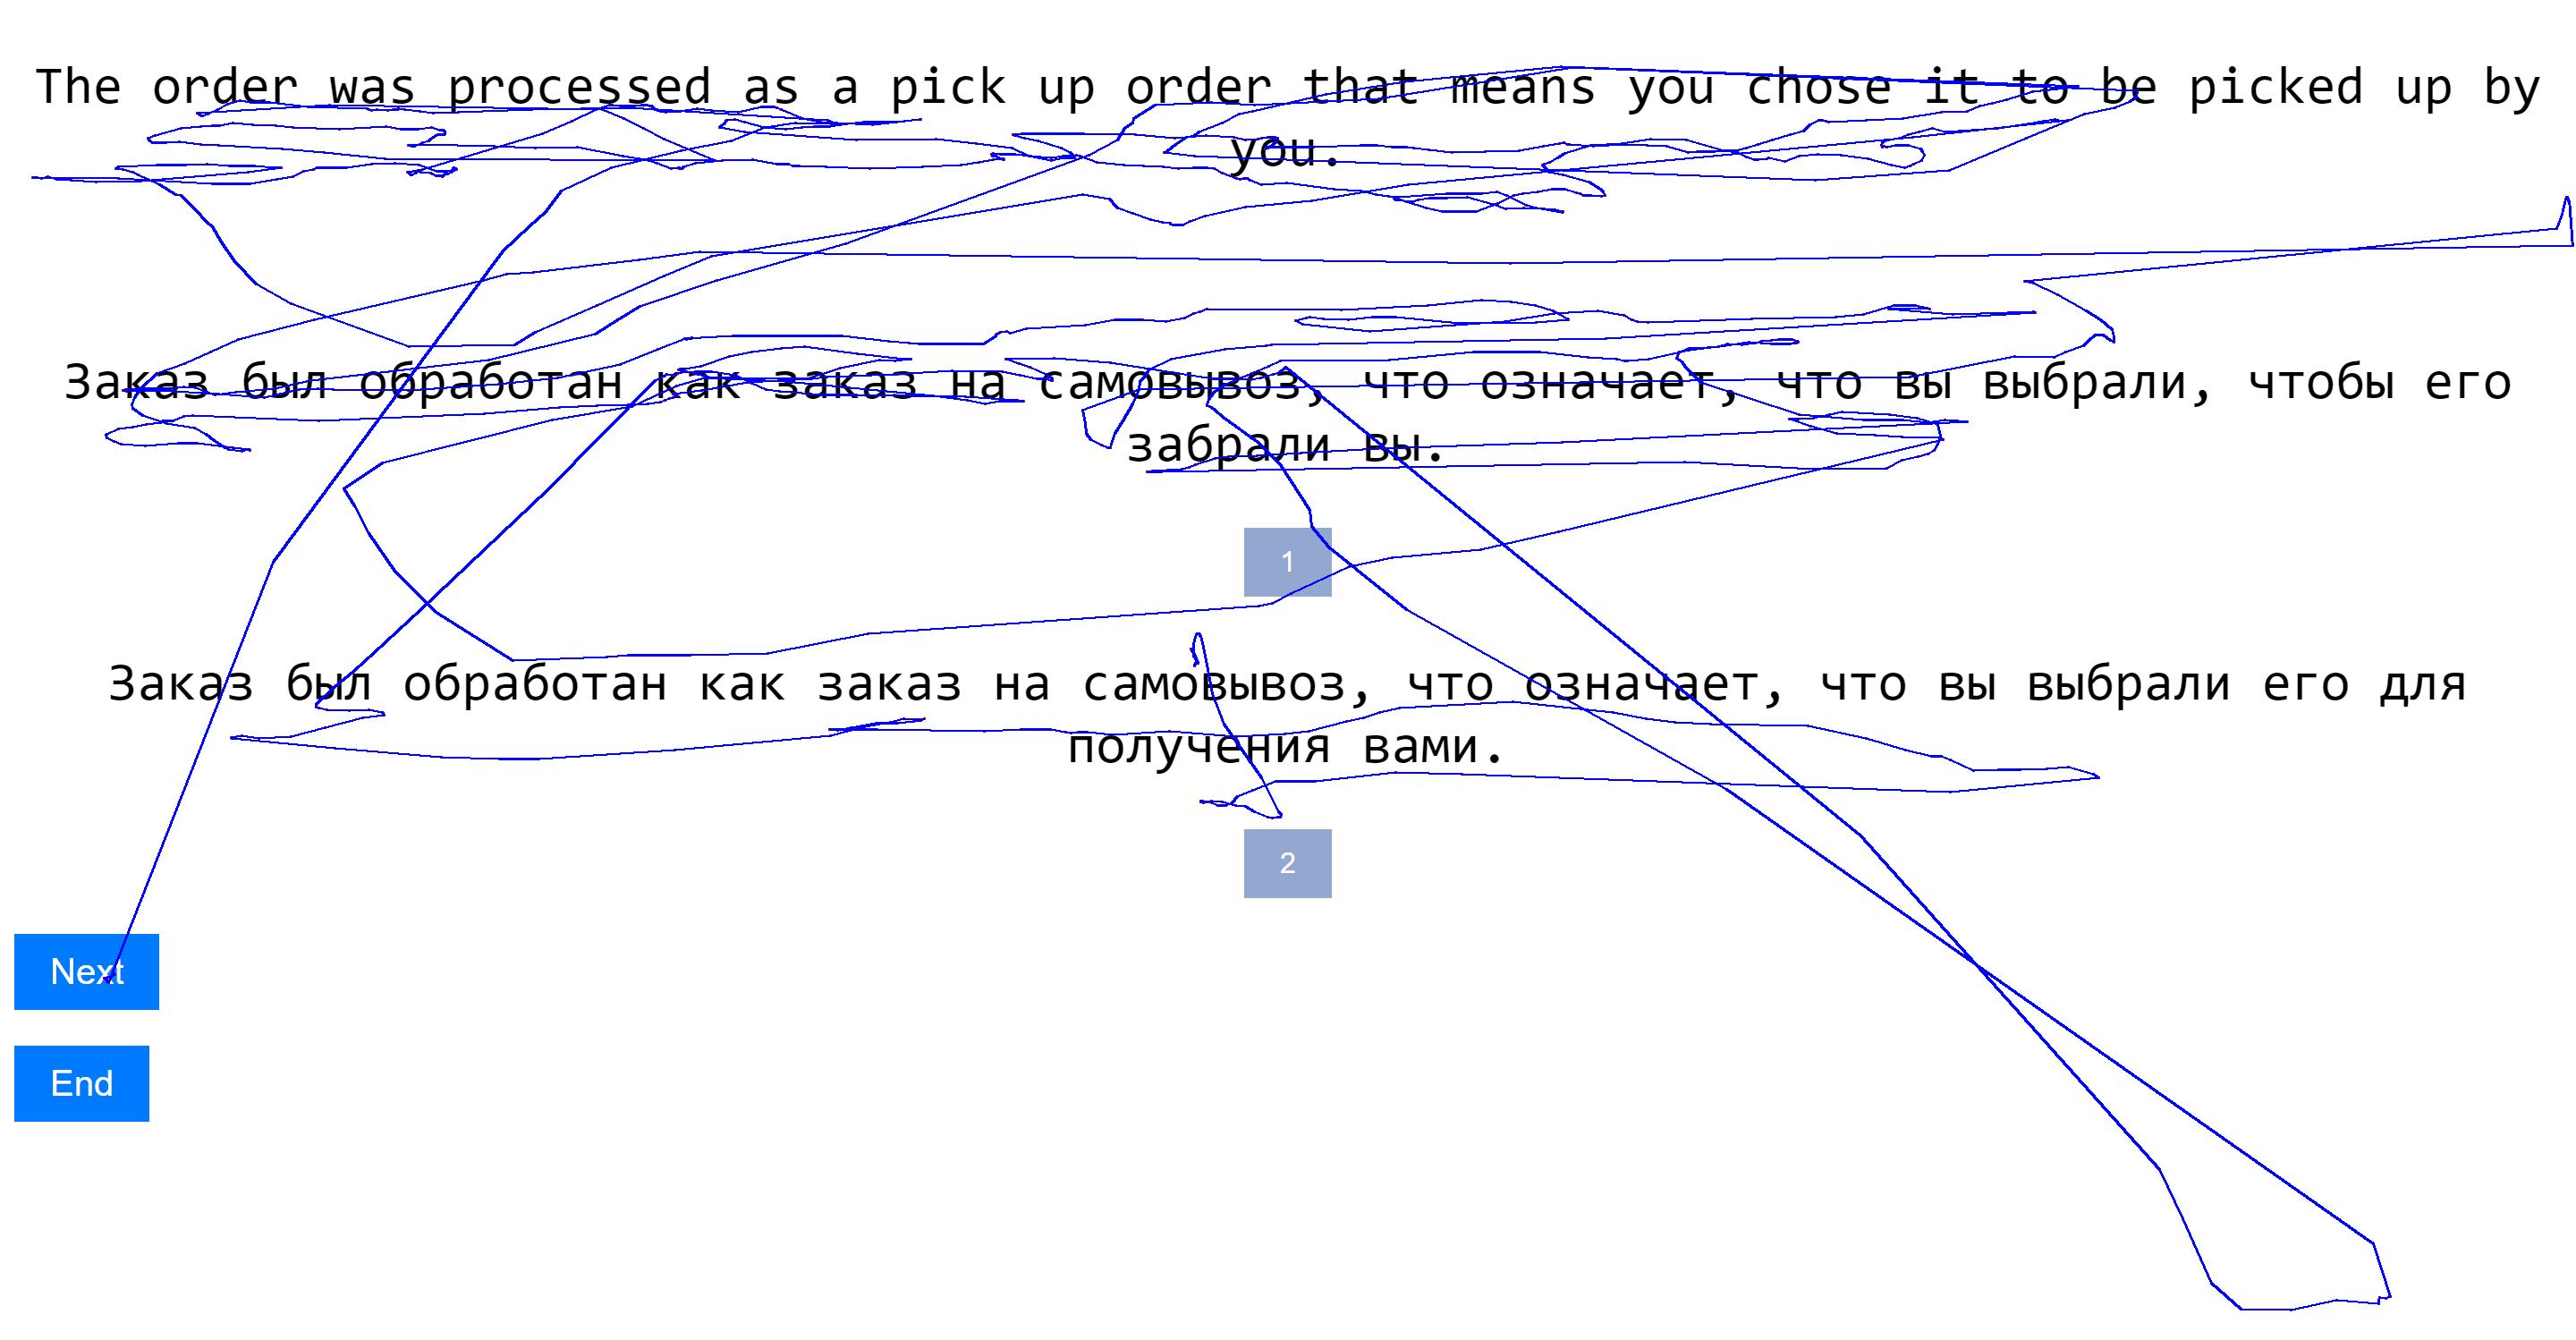 The order was processed as a pick up order that means you chose it to be picked up by
you.
Заказ был обработан как заказ на самовывоз, что означает, что вы выбрали, чтобы его
забрали вы.
1
Заказ был обработан как заказ на самовывоз, что означает, что вы выбрали его для
получения вами.
2
Next
End